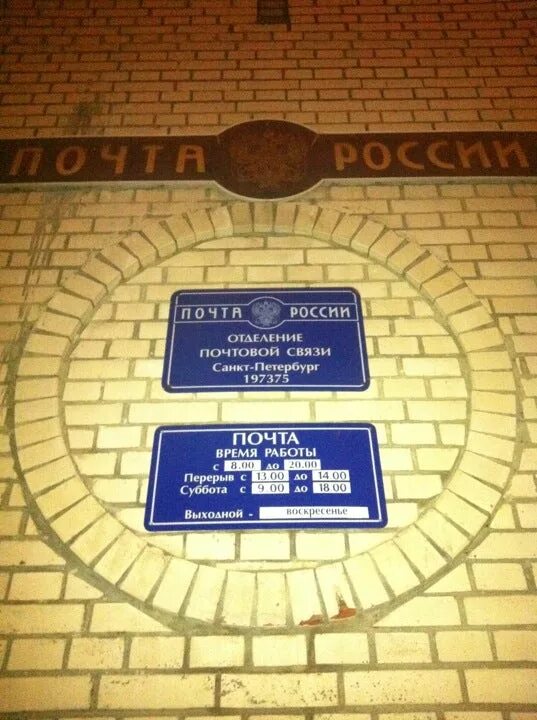 ПОЧТА РОССИИ
ПОЧТА РОССИИ
ОТДЕЛЕНИЕ
ПОЧТОВОЙ СВЯЗИ
Санкт-Петербург
197375
ПОЧТА
ВРЕМЯ РАБОТЫ
с 8.00 до 20.00
Перерыв с 13 00 до 14 00
Суббота с 9 00 до 18 00
Выходной - воскресенье